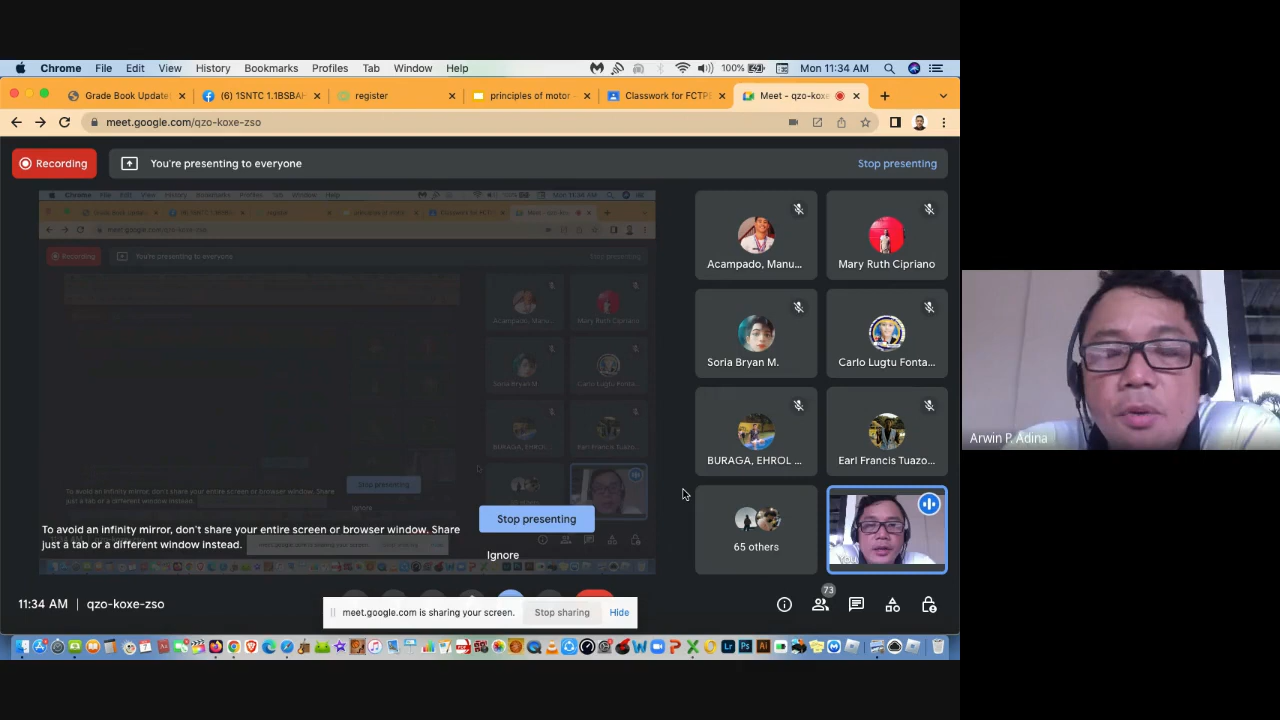 Chrome File Edit View History Bookmarks Profiles Tab Window Help 100% Mon 11:34 AM
Grade Book Update (6) 1SNTC 1.1BSBAH register principles of motor - Classwork for FCTPE Meet - qzo-koxe
meet.google.com/qzo-koxe-zso
Recording You're presenting to everyone Stop presenting
Acampado, Manu... Mary Ruth Cipriano
Soria Bryan M. Carlo Lugtu Fonta...
Arwin P. Adina
BURAGA, EHROL ... Earl Francis Tuazo...
To avoid an infinity mirror, don't share your entire screen or browser window. Share
just a tab or a different window instead.
Stop presenting
Ignore
65 others
You
73
11:34 AM | qzo-koxe-zso
meet.google.com is sharing your screen. Stop sharing Hide